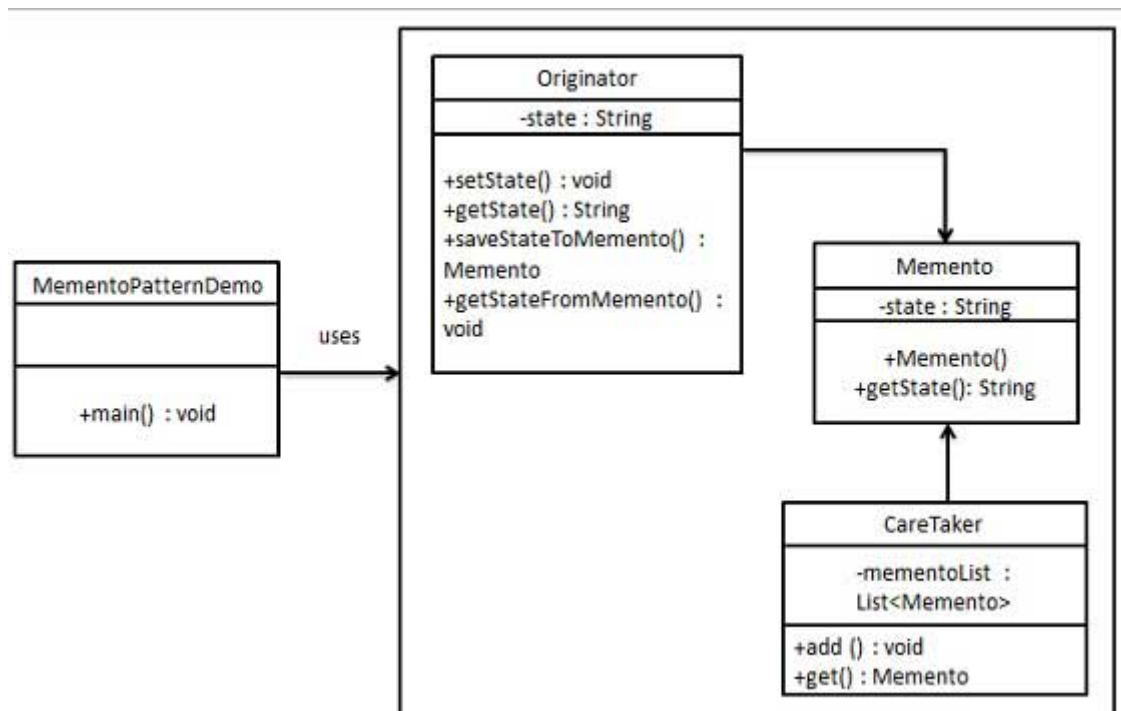 MementoPatternDemo
+main() : void
uses
Originator
-state : String
+setState() : void
+getState() : String
+saveStateToMemento() :
Memento
+getStateFromMemento() :
void
Memento
-state : String
+Memento()
+getState(): String
CareTaker
-mementoList :
List<Memento>
+add () : void
+get() : Memento